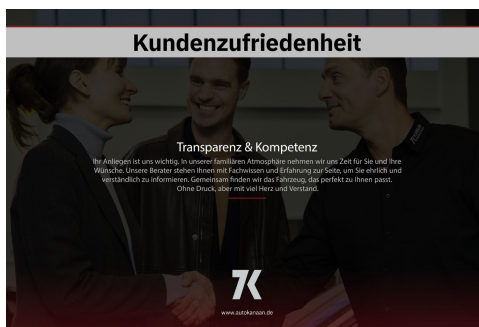 Kundenzufriedenheit
Transparenz & Kompetenz
Ihr Anliegen ist uns wichtig. In unserer familiären Atmosphäre nehmen wir uns Zeit für Sie und Ihre
Wünsche. Unsere Berater stehen Ihnen mit Fachwissen und Erfahrung zur Seite, um Sie ehrlich und
verständlich zu informieren. Gemeinsam finden wir das Fahrzeug, das perfekt zu Ihnen passt.
Ohne Druck, aber mit viel Herz und Verstand.
7K
www.autokanaan.de